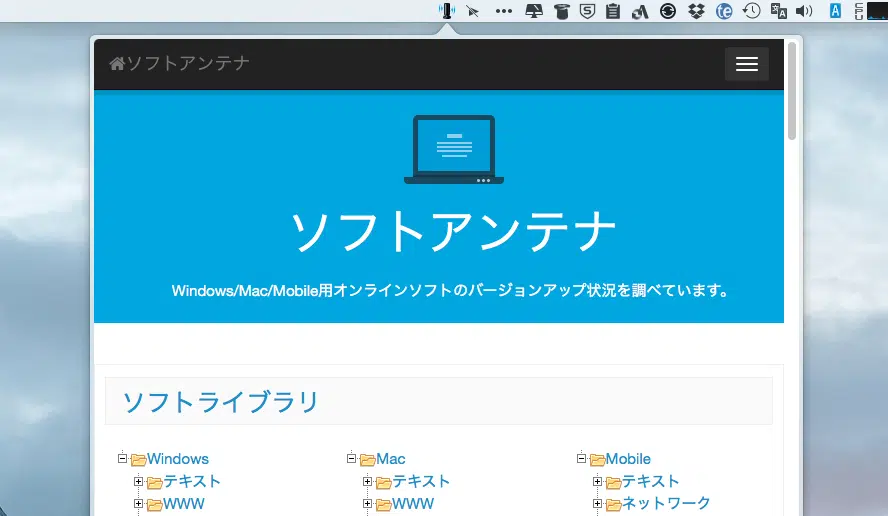 te
A
CPU
ソフトアンテナ
ソフトアンテナ
Windows/Mac/Mobile用オンラインソフトのバージョンアップ状況を調べています。
ソフトライブラリ
Windows Mac Mobile
テキスト テキスト テキスト
WWW WWW ネットワーク